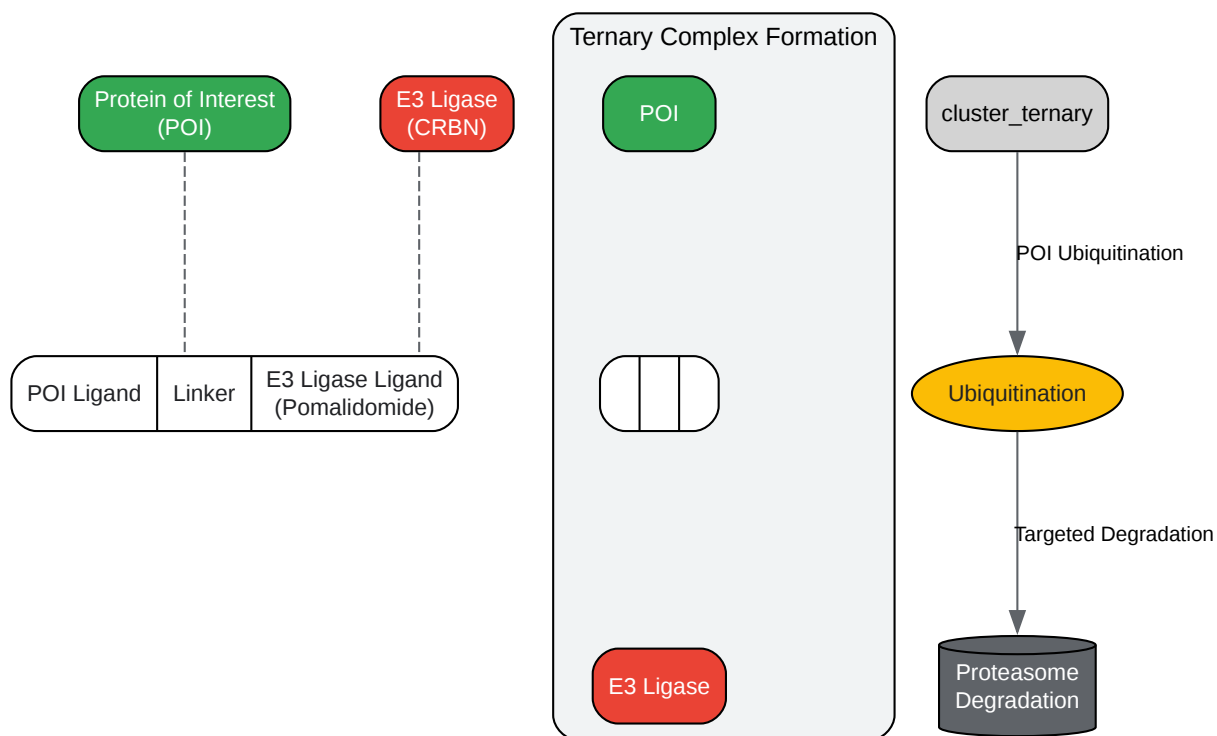 Ternary Complex Formation
Protein of Interest
(POI)
E3 Ligase
(CRBN)
POI
cluster_ternary
POI Ubiquitination
POI Ligand
Linker
E3 Ligase Ligand
(Pomalidomide)
Ubiquitination
Targeted Degradation
E3 Ligase
Proteasome
Degradation